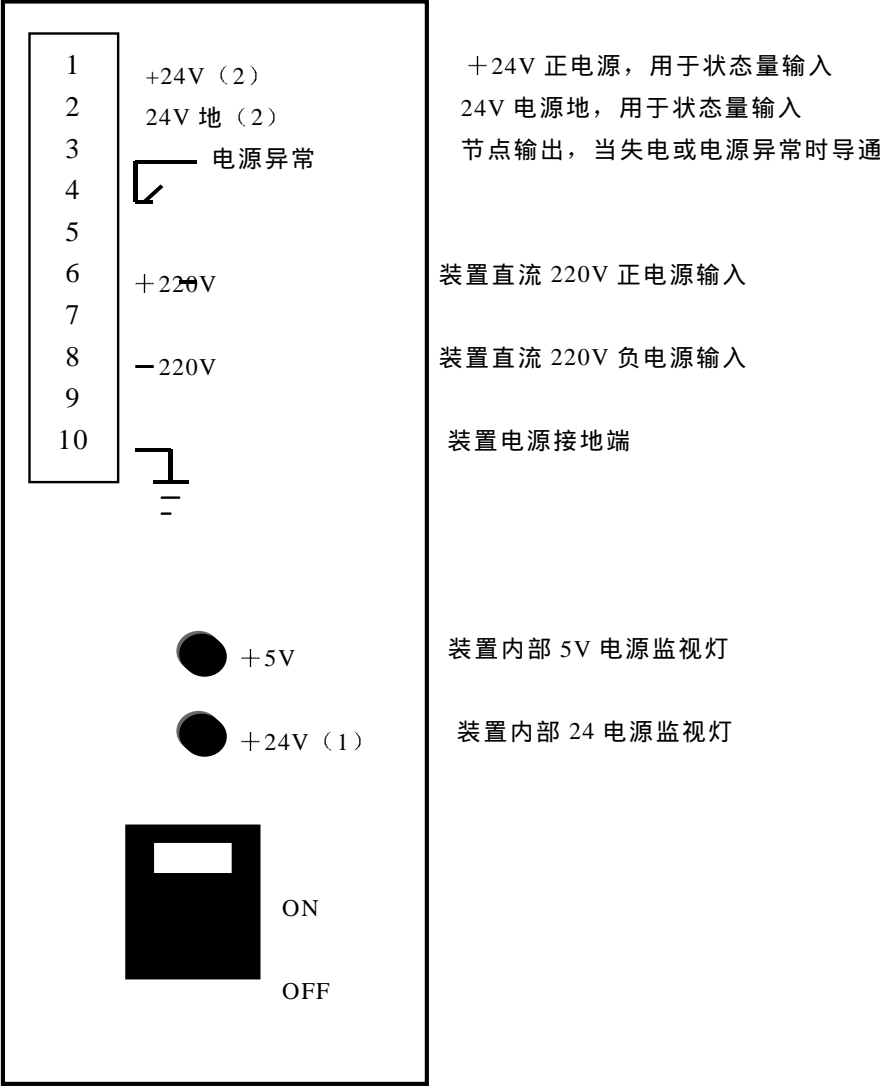 1 +24V（2） ＋24V 正电源，用于状态量输入
2 24V 地（2） 24V 电源地，用于状态量输入
3 电源异常 节点输出，当失电或电源异常时导通
4
5
6 ＋220V 装置直流 220V 正电源输入
7
8 －220V 装置直流 220V 负电源输入
9
10 装置电源接地端
＋5V 装置内部 5V 电源监视灯
＋24V（1） 装置内部 24 电源监视灯
ON
OFF